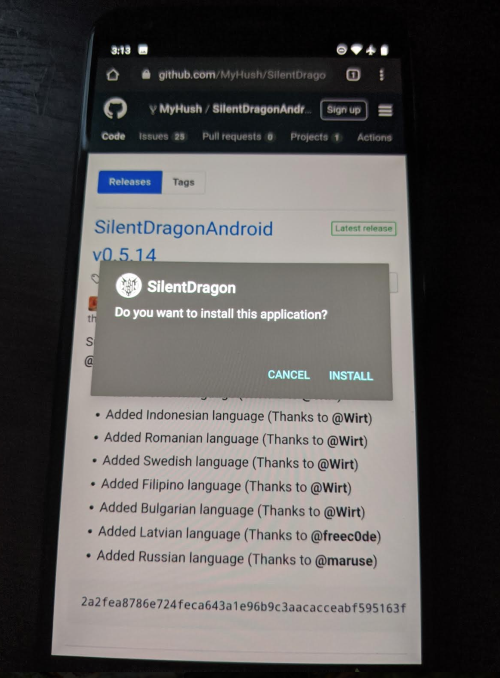 3:13
github.com/MyHush/SilentDrago
1
MyHush / SilentDragonAndr...
Sign up
Code Issues 25 Pull requests 0 Projects 1 Actions
Releases Tags
SilentDragonAndroid
Latest release
v0.5.14
SilentDragon
Do you want to install this application?
CANCEL INSTALL
• Added Indonesian language (Thanks to @Wirt)
• Added Romanian language (Thanks to @Wirt)
• Added Swedish language (Thanks to @Wirt)
• Added Filipino language (Thanks to @Wirt)
• Added Bulgarian language (Thanks to @Wirt)
• Added Latvian language (Thanks to @freec0de)
• Added Russian language (Thanks to @maruse)
2a2fea8786e724feca643a1e96b9c3aacacceabf595163f